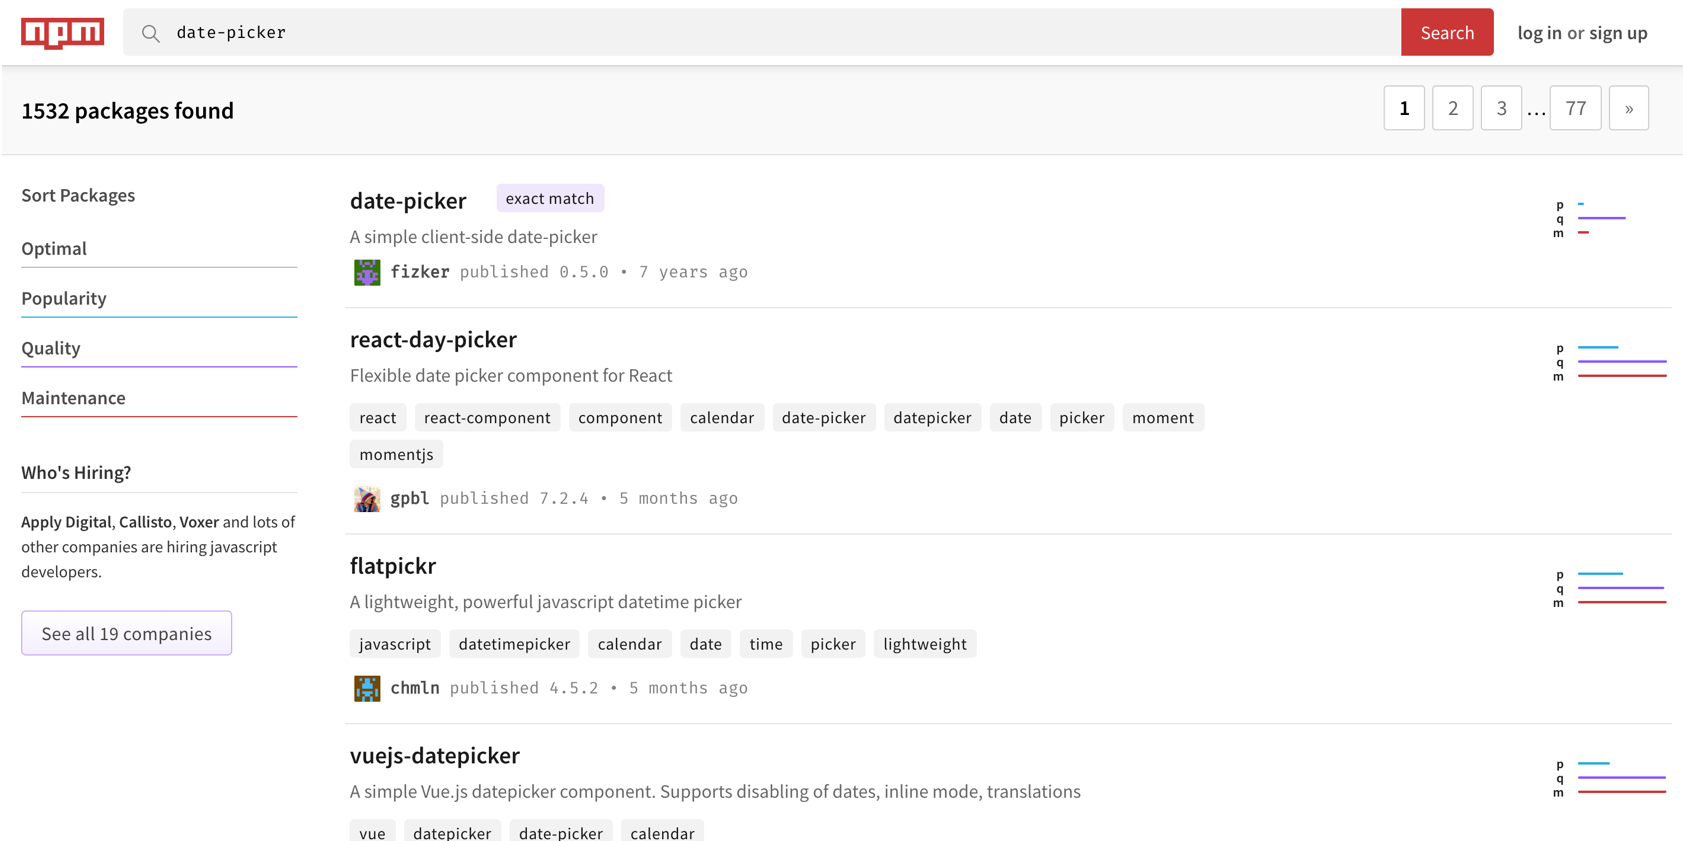 npm
date-picker
Search
log in or sign up
1532 packages found
1 2 3 ... 77 »
Sort Packages
Optimal
Popularity
Quality
Maintenance
Who's Hiring?
Apply Digital, Callisto, Voxer and lots of
other companies are hiring javascript
developers.
See all 19 companies
date-picker exact match
A simple client-side date-picker
fizker published 0.5.0 • 7 years ago
p
q
m
react-day-picker
Flexible date picker component for React
react react-component component calendar date-picker datepicker date picker moment
momentjs
gpbl published 7.2.4 • 5 months ago
p
q
m
flatpickr
A lightweight, powerful javascript datetime picker
javascript datetimepicker calendar date time picker lightweight
chmln published 4.5.2 • 5 months ago
p
q
m
vuejs-datepicker
A simple Vue.js datepicker component. Supports disabling of dates, inline mode, translations
vue datepicker date-picker calendar
p
q
m